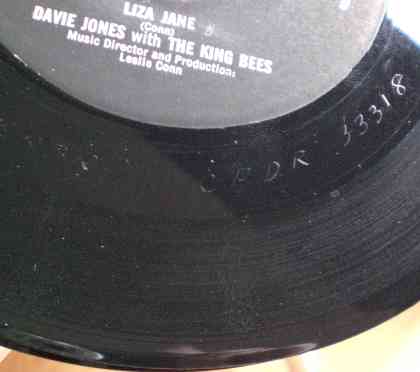 LIZA JANE
(Conn)
DAVIE JONES with THE KING BEES
Music Director and Production:
Leslie Conn
DR 33318